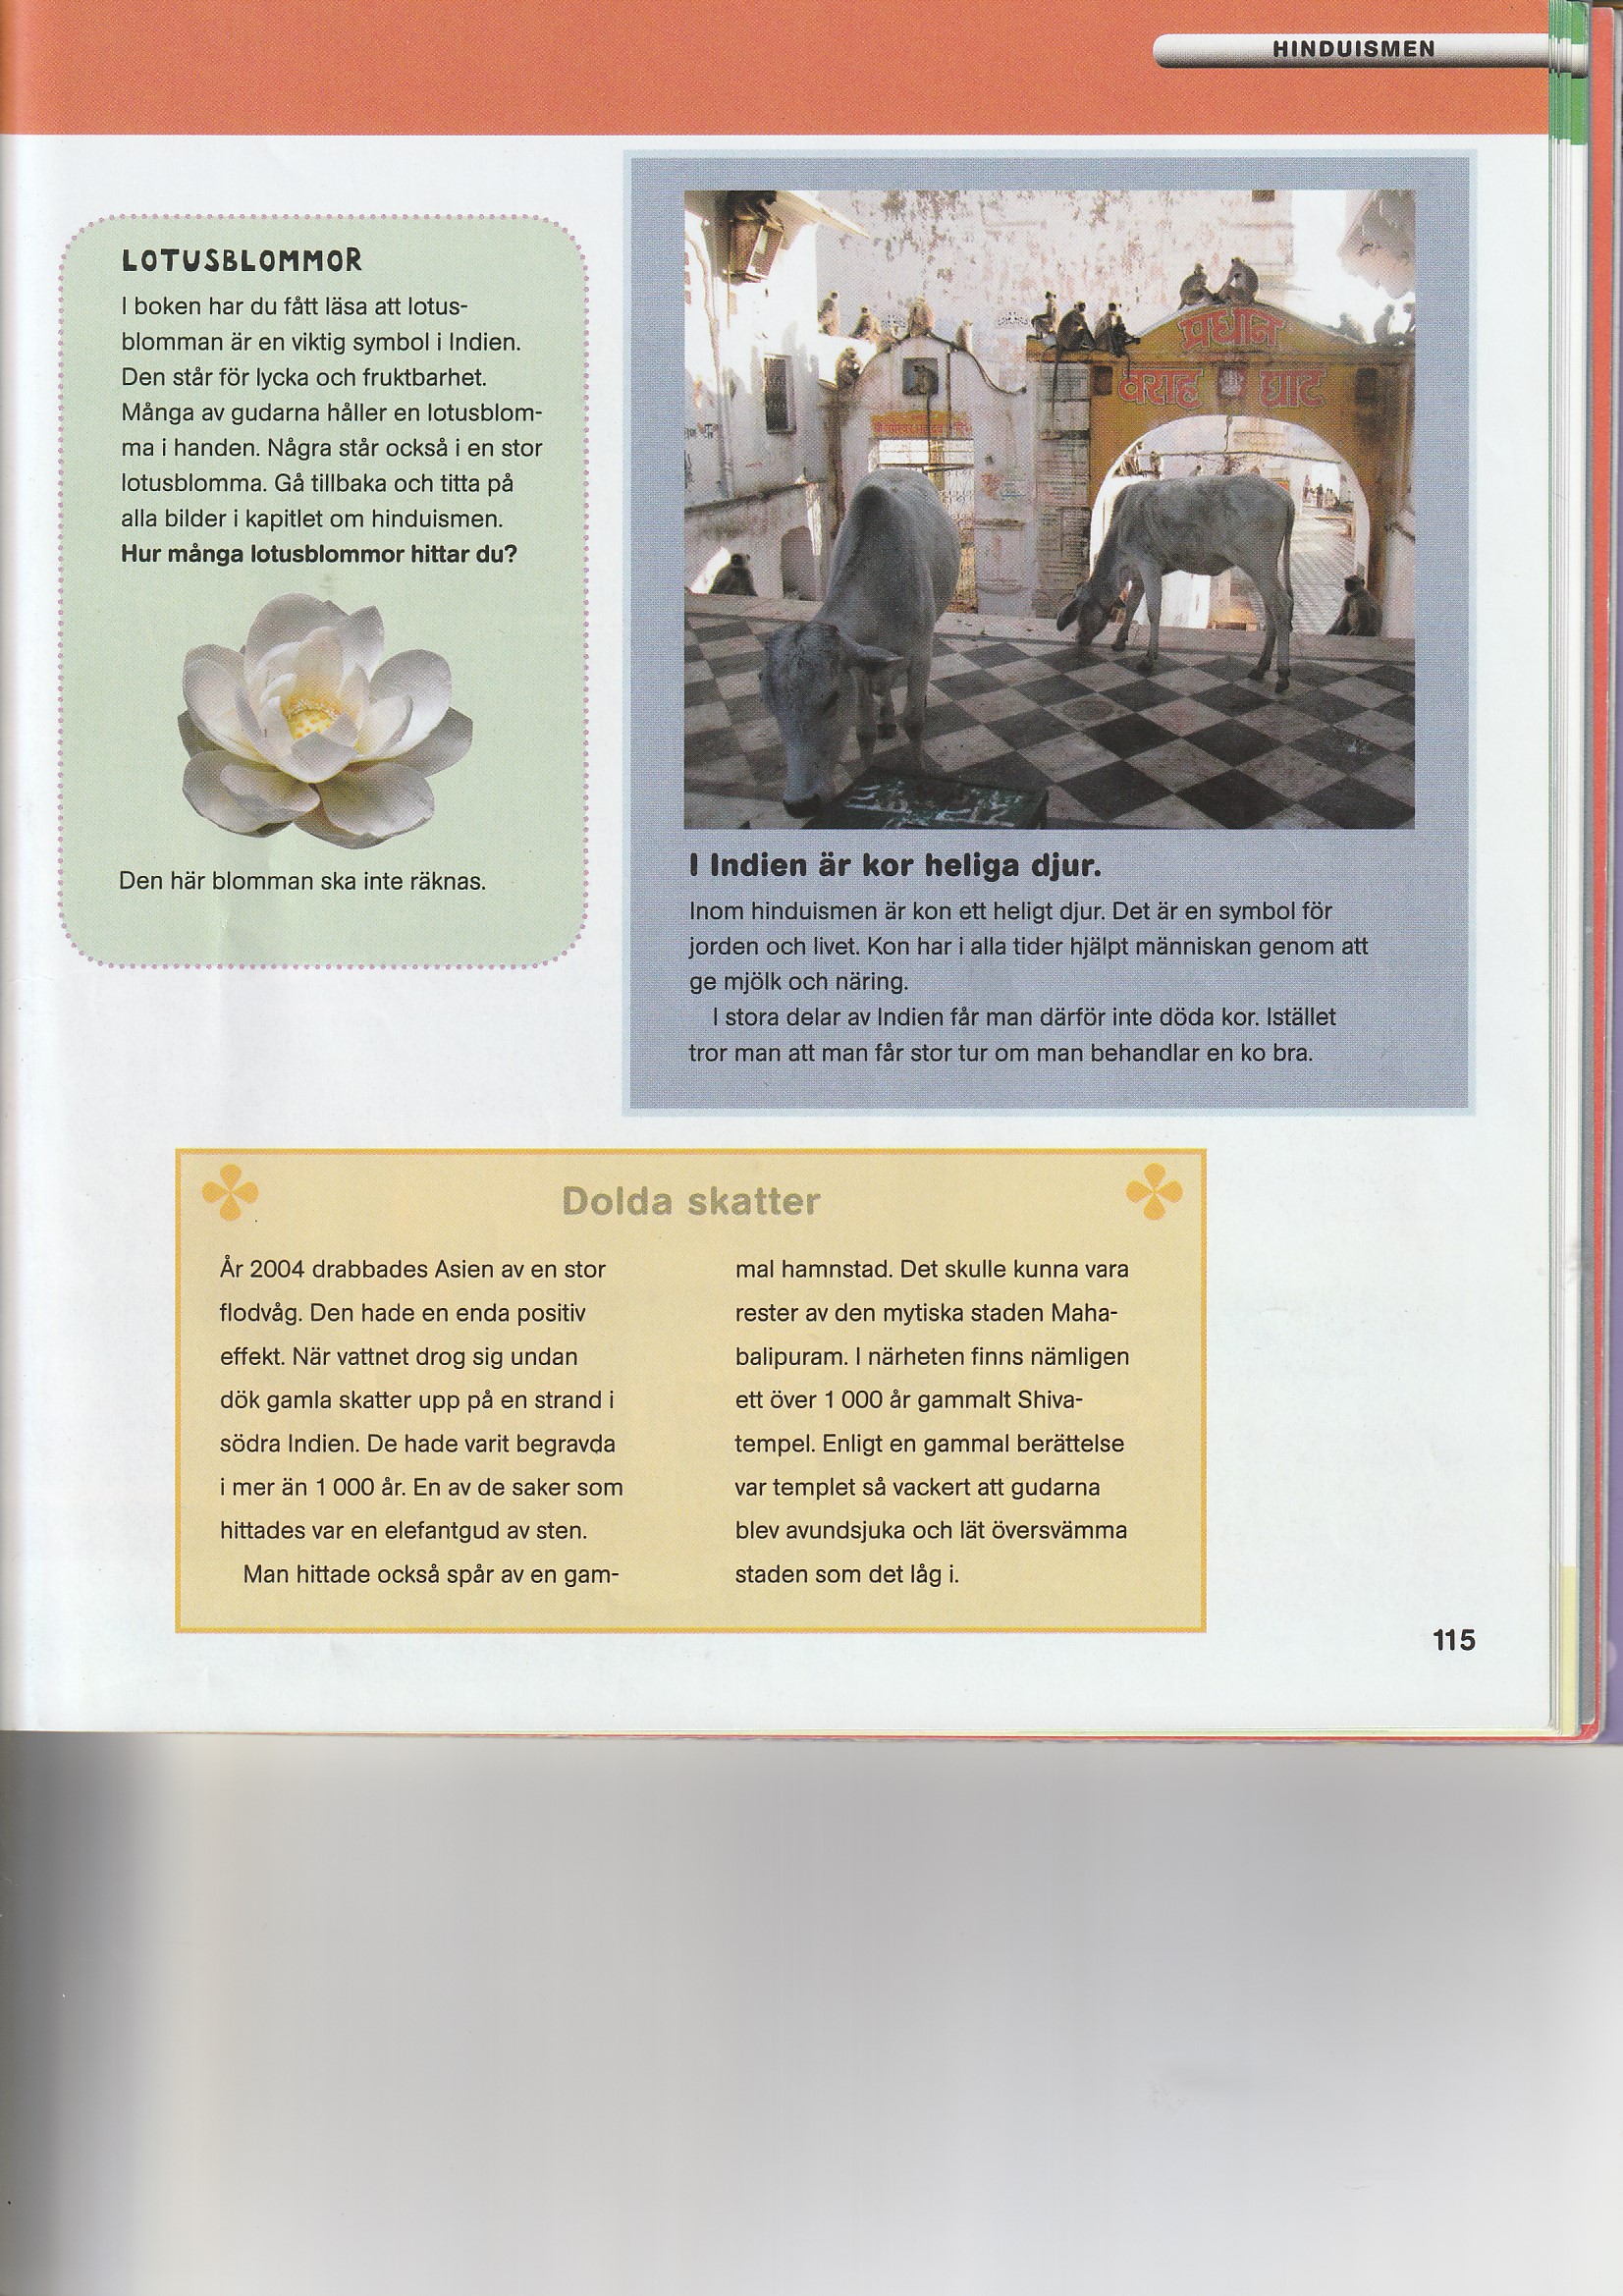 HINDUISMEN
LOTUSBLOMMOR
I boken har du fått läsa att lotus-
blomman är en viktig symbol i Indien.
Den står för lycka och fruktbarhet.
Många av gudarna håller en lotusblom-
ma i handen. Några står också i en stor
lotusblomma. Gå tillbaka och titta på
alla bilder i kapitlet om hinduismen.
Hur många lotusblommor hittar du?
Den här blomman ska inte räknas.
प्रधान
वराह घाट
I Indien är kor heliga djur.
Inom hinduismen är kon ett heligt djur. Det är en symbol för
jorden och livet. Kon har i alla tider hjälpt människan genom att
ge mjölk och näring.
I stora delar av Indien får man därför inte döda kor. Istället
tror man att man får stor tur om man behandlar en ko bra.
Dolda skatter
År 2004 drabbades Asien av en stor
flodvåg. Den hade en enda positiv
effekt. När vattnet drog sig undan
dök gamla skatter upp på en strand i
södra Indien. De hade varit begravda
i mer än 1 000 år. En av de saker som
hittades var en elefantgud av sten.
Man hittade också spår av en gam-
mal hamnstad. Det skulle kunna vara
rester av den mytiska staden Maha-
balipuram. I närheten finns nämligen
ett över 1 000 år gammalt Shiva-
tempel. Enligt en gammal berättelse
var templet så vackert att gudarna
blev avundsjuka och lät översvämma
staden som det låg i.
115